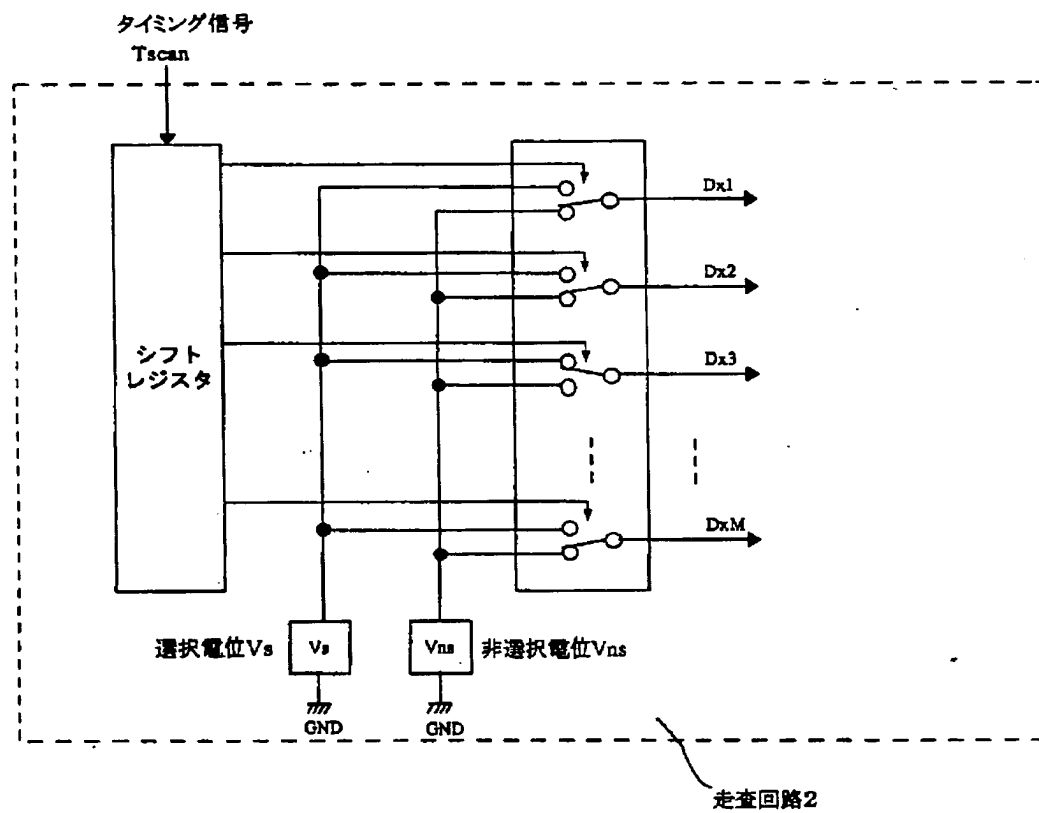 タイミング信号
Tscan
Dx1
Dx2
シフト
レジスタ
Dx3
DxM
選択電位Vs
Vs
Vns
非選択電位Vns
GND
GND
走査回路2